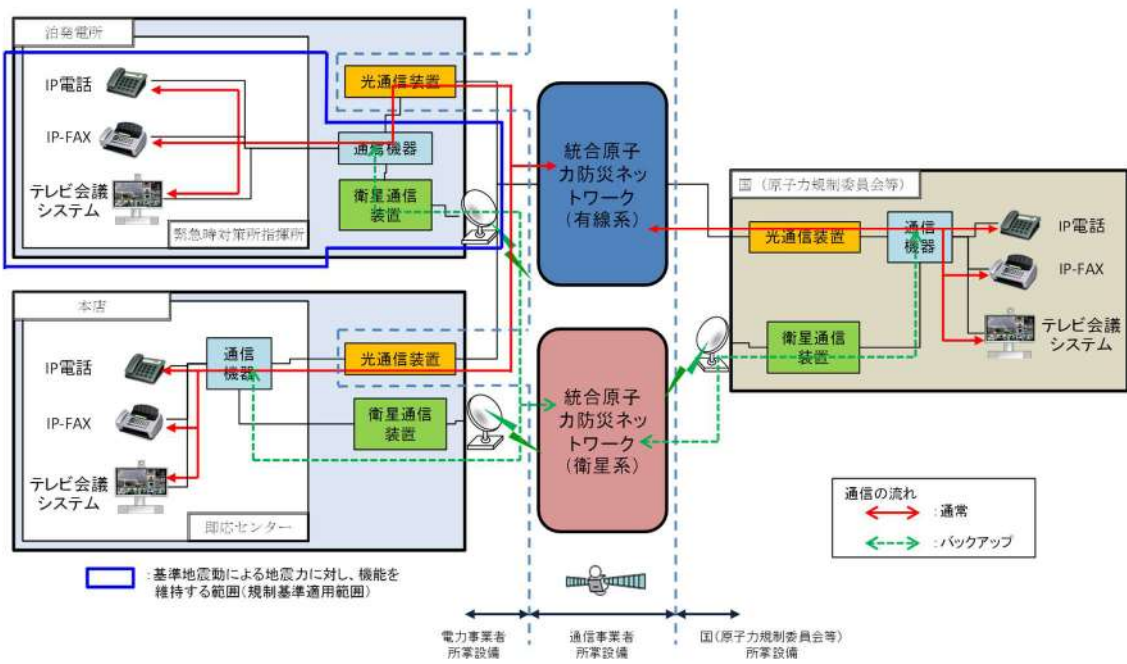 泊発電所
IP電話
IP-FAX
テレビ会議
システム
緊急時対策所指揮所
光通信装置
通信機器
衛星通信
装置
統合原子
力防災ネッ
トワーク
(有線系)
国(原子力規制委員会等)
光通信装置
通信
機器
衛星通信
装置
IP電話
IP-FAX
テレビ会議
システム
本店
IP電話
IP-FAX
テレビ会議
システム
即応センター
通信
機器
光通信装置
衛星通信
装置
統合原子
力防災ネッ
トワーク
(衛星系)
通信の流れ
:通常
:バックアップ
:基準地震動による地震力に対し、機能を
維持する範囲(規制基準適用範囲)
電力事業者
所掌設備
通信事業者
所掌設備
国(原子力規制委員会等)
所掌設備